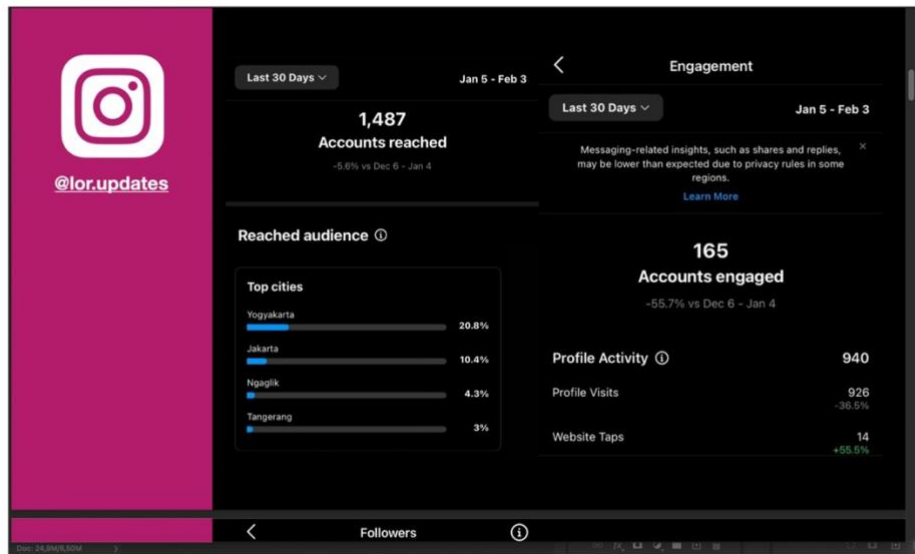 @lor.updates
Last 30 Days
Jan 5 - Feb 3
1,487
Accounts reached
-5.6% vs Dec 6 - Jan 4
Reached audience
Top cities
Yogyakarta
20.8%
Jakarta
10.4%
Ngaglik
4.3%
Tangerang
3%
Engagement
Last 30 Days
Jan 5 - Feb 3
Messaging-related insights, such as shares and replies,
may be lower than expected due to privacy rules in some
regions.
Learn More
165
Accounts engaged
-55.7% vs Dec 6 - Jan 4
Profile Activity
940
Profile Visits
926
-36.5%
Website Taps
14
+55.5%
Followers